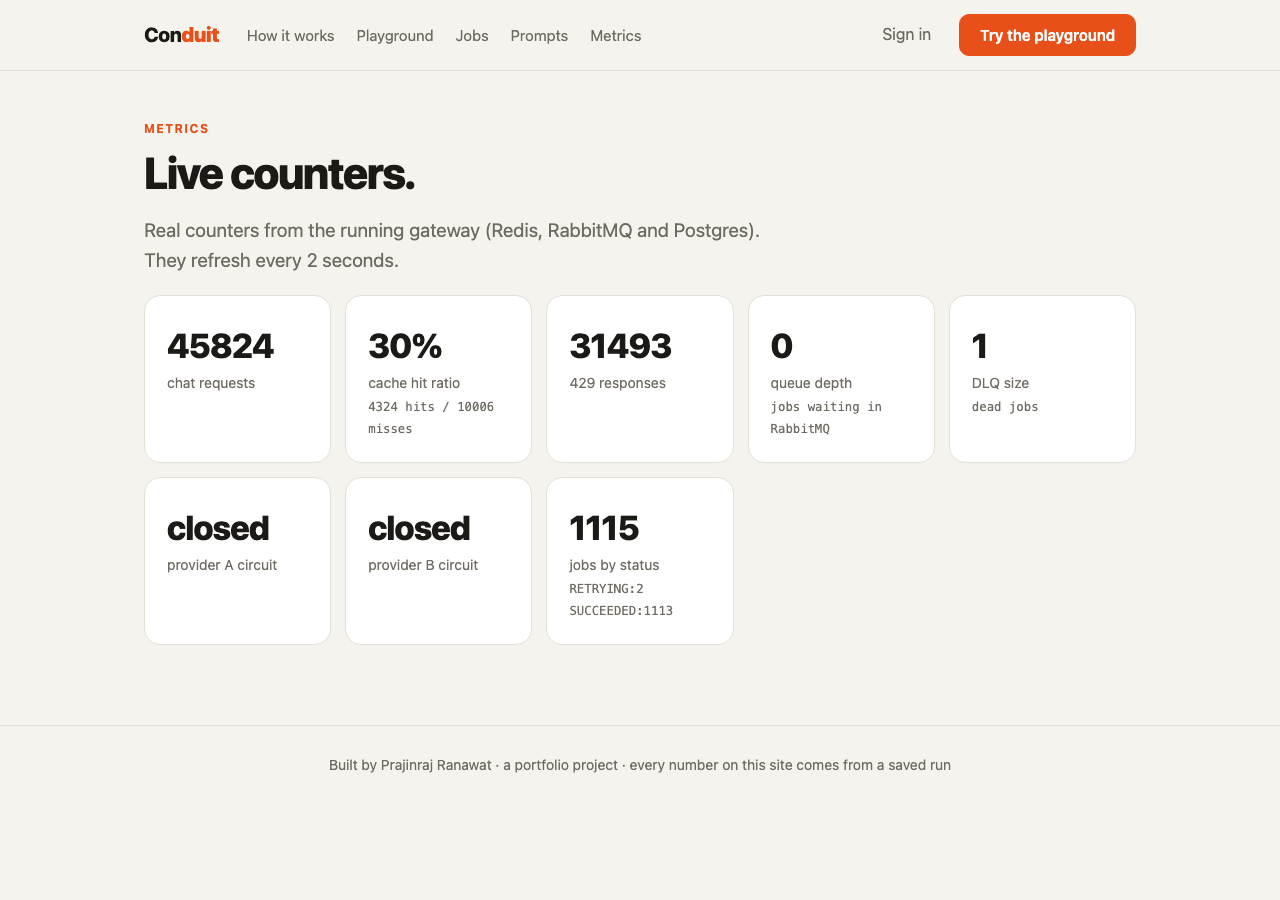 Conduit How it works Playground Jobs Prompts Metrics Sign in Try the playground
METRICS
Live counters.
Real counters from the running gateway (Redis, RabbitMQ and Postgres).
They refresh every 2 seconds.
45824
chat requests
30%
cache hit ratio
4324 hits / 10006
misses
31493
429 responses
0
queue depth
jobs waiting in
RabbitMQ
1
DLQ size
dead jobs
closed
provider A circuit
closed
provider B circuit
1115
jobs by status
RETRYING:2
SUCCEEDED:1113
Built by Prajinraj Ranawat · a portfolio project · every number on this site comes from a saved run